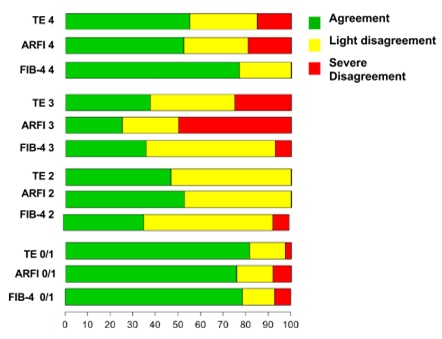 TE 4
ARFI 4
FIB-4 4
TE 3
ARFI 3
FIB-4 3
TE 2
ARFI 2
FIB-4 2
TE 0/1
ARFI 0/1
FIB-4 0/1
0 10 20 30 40 50 60 70 80 90 100
Agreement
Light disagreement
Severe
Disagreement